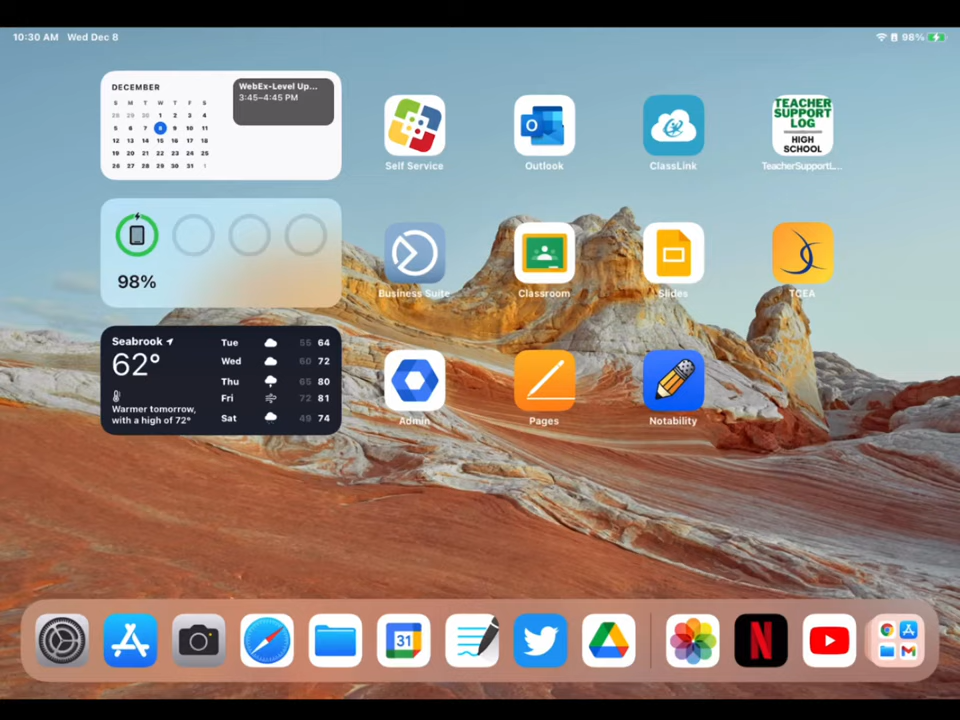 10:30 AM Wed Dec 8
98%
DECEMBER
S M T W T F S
28 29 30 1 2 3 4
5 6 7 8 9 10 11
12 13 14 15 16 17 18
19 20 21 22 23 24 25
26 27 28 29 30 31 1
WebEx-Level Up...
3:45–4:45 PM
Self Service
Outlook
ClassLink
TEACHER
SUPPORT
LOG
HIGH
SCHOOL
TeacherSupportL...
98%
Business Suite
Classroom
Slides
TCEA
Seabrook
62°
Warmer tomorrow,
with a high of 72°
Tue 55 64
Wed 60 72
Thu 65 80
Fri 72 81
Sat 49 74
Admin
Pages
Notability
31
N